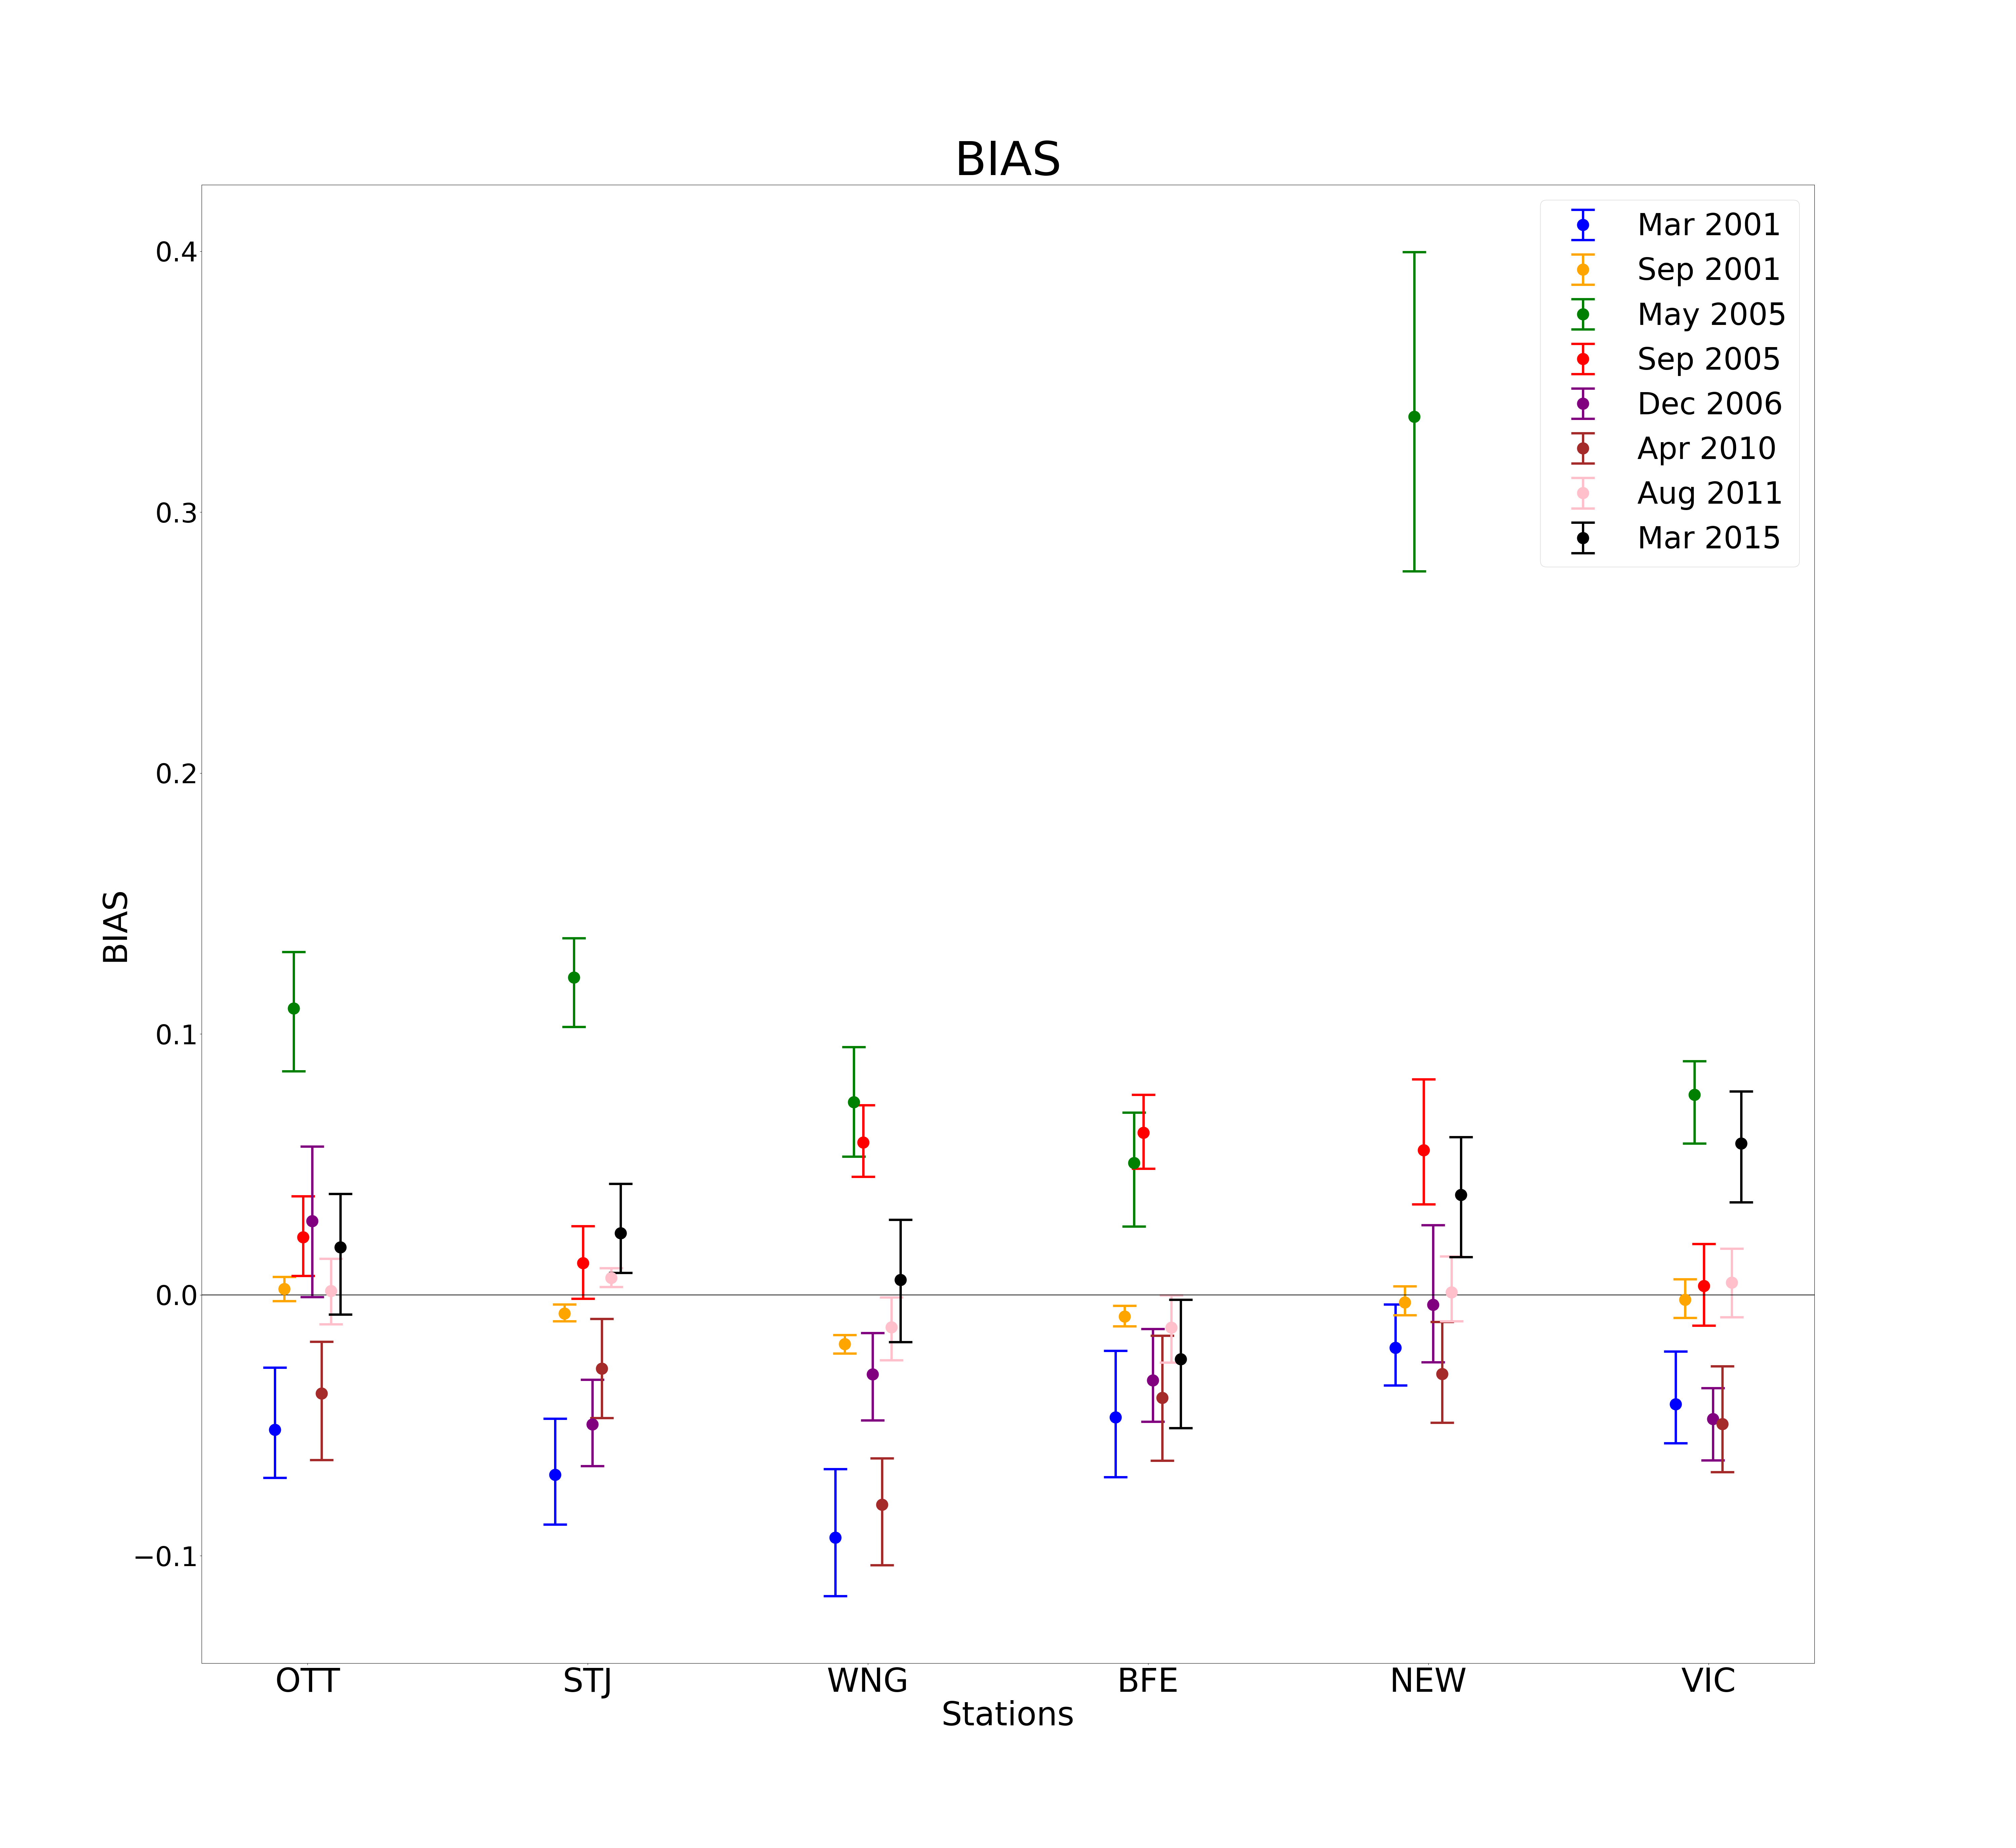 BIAS
0.4
0.3
0.2
0.1
0.0
−0.1
BIAS
Mar 2001
Sep 2001
May 2005
Sep 2005
Dec 2006
Apr 2010
Aug 2011
Mar 2015
OTT STJ WNG BFE NEW VIC
Stations